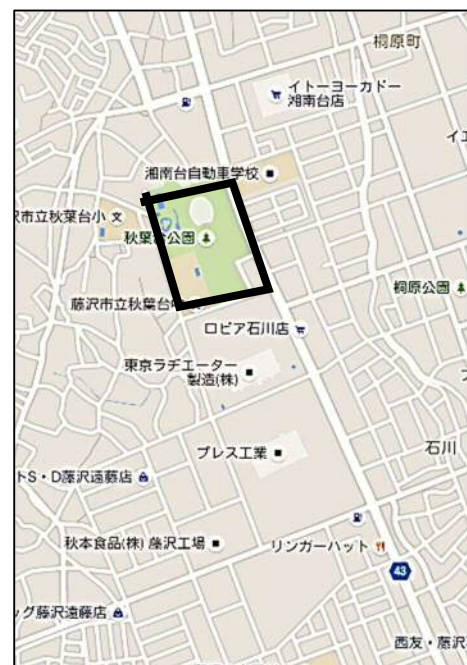 桐原町
イトーヨーカドー
湘南台店
湘南台自動車学校
沢市立秋葉台小 文
秋葉台公園
桐原公園
藤沢市立秋葉台中
ロピア石川店
東京ラヂエーター
製造(株)
プレス工業
石川
トS・D藤沢遠藤店
秋本食品(株) 藤沢工場
リンガーハット
43
グ藤沢遠藤店
西友・藤沢